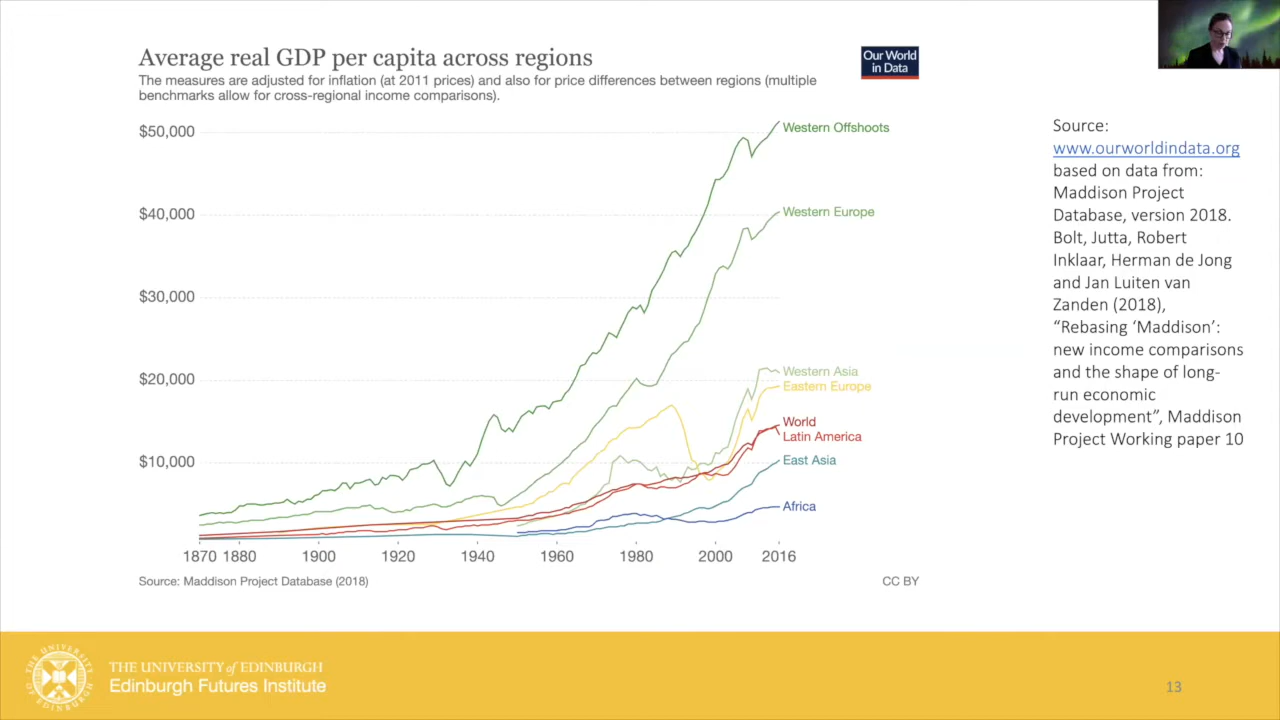 Average real GDP per capita across regions
The measures are adjusted for inflation (at 2011 prices) and also for price differences between regions (multiple
benchmarks allow for cross-regional income comparisons).
Our World
in Data
$50,000
$40,000
$30,000
$20,000
$10,000
Western Offshoots
Western Europe
Western Asia
Eastern Europe
World
Latin America
East Asia
Africa
1870 1880 1900 1920 1940 1960 1980 2000 2016
Source: Maddison Project Database (2018)
CC BY
Source:
www.ourworldindata.org
based on data from:
Maddison Project
Database, version 2018.
Bolt, Jutta, Robert
Inklaar, Herman de Jong
and Jan Luiten van
Zanden (2018),
“Rebasing ‘Maddison’:
new income comparisons
and the shape of long-
run economic
development”, Maddison
Project Working paper 10
THE UNIVERSITY of EDINBURGH
Edinburgh Futures Institute
13